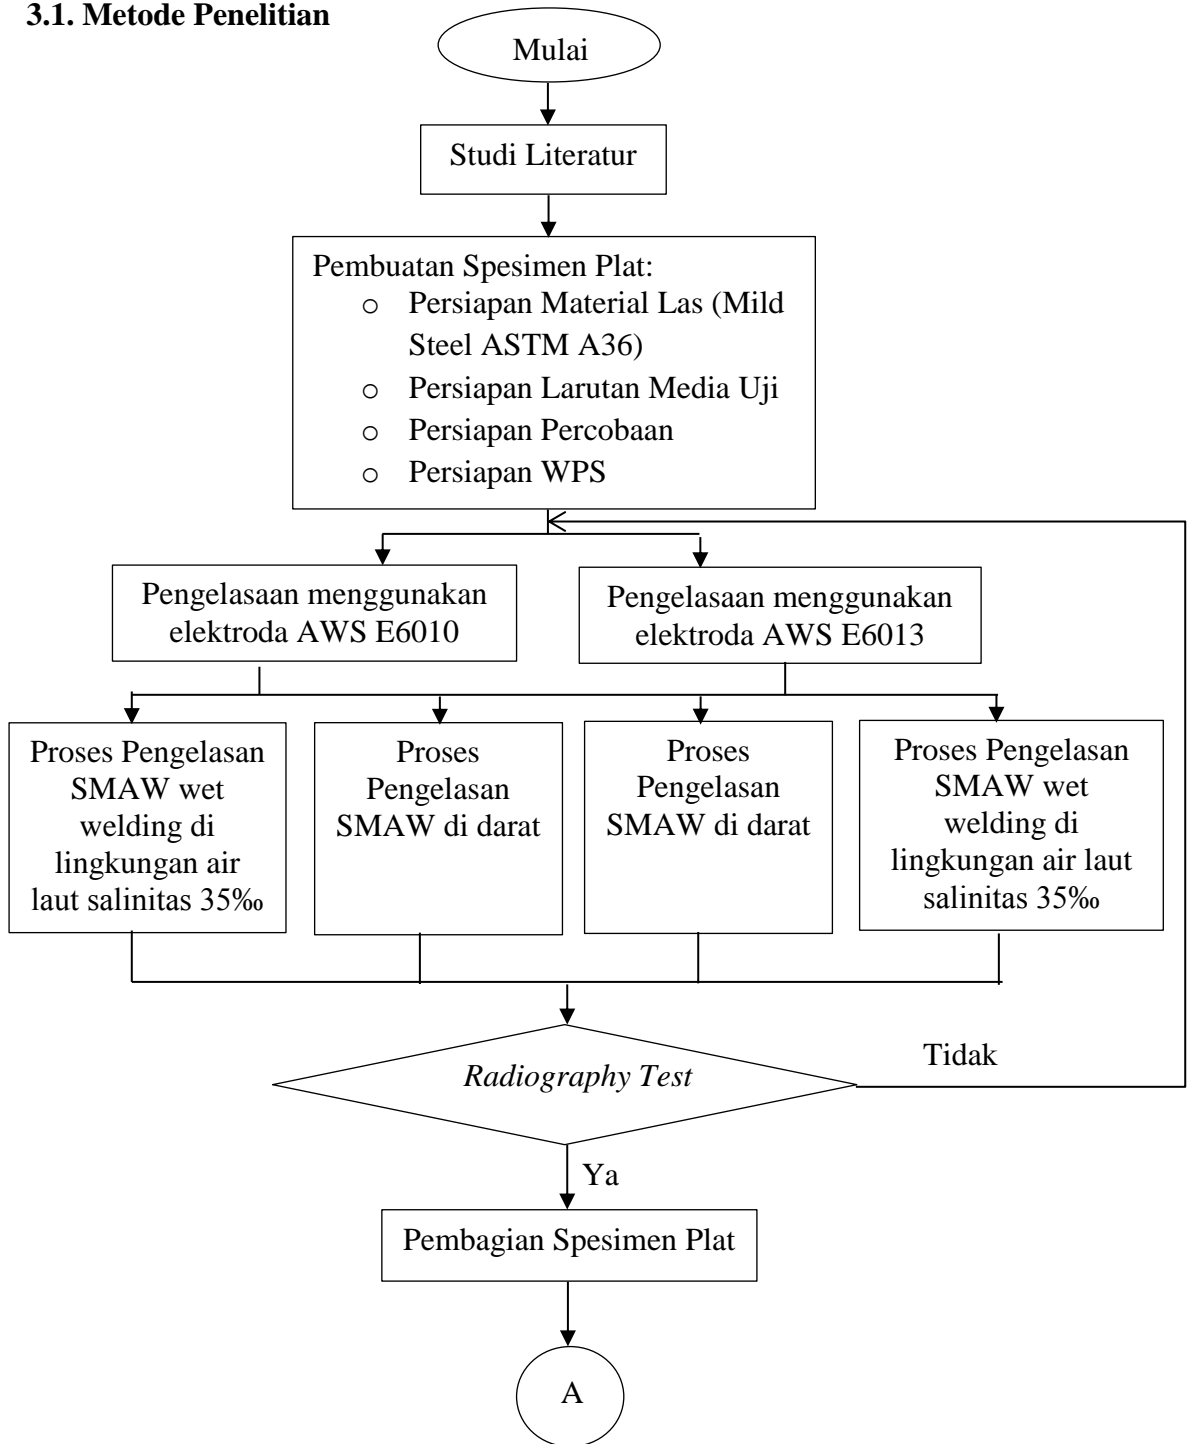 3.1. Metode Penelitian
Mulai
Studi Literatur
Pembuatan Spesimen Plat:
o Persiapan Material Las (Mild
Steel ASTM A36)
o Persiapan Larutan Media Uji
o Persiapan Percobaan
o Persiapan WPS
Pengelasaan menggunakan
elektroda AWS E6010
Pengelasaan menggunakan
elektroda AWS E6013
Proses Pengelasan
SMAW wet
welding di
lingkungan air
laut salinitas 35‰
Proses
Pengelasan
SMAW di darat
Proses
Pengelasan
SMAW di darat
Proses Pengelasan
SMAW wet
welding di
lingkungan air laut
salinitas 35‰
Radiography Test
Tidak
Ya
Pembagian Spesimen Plat
A